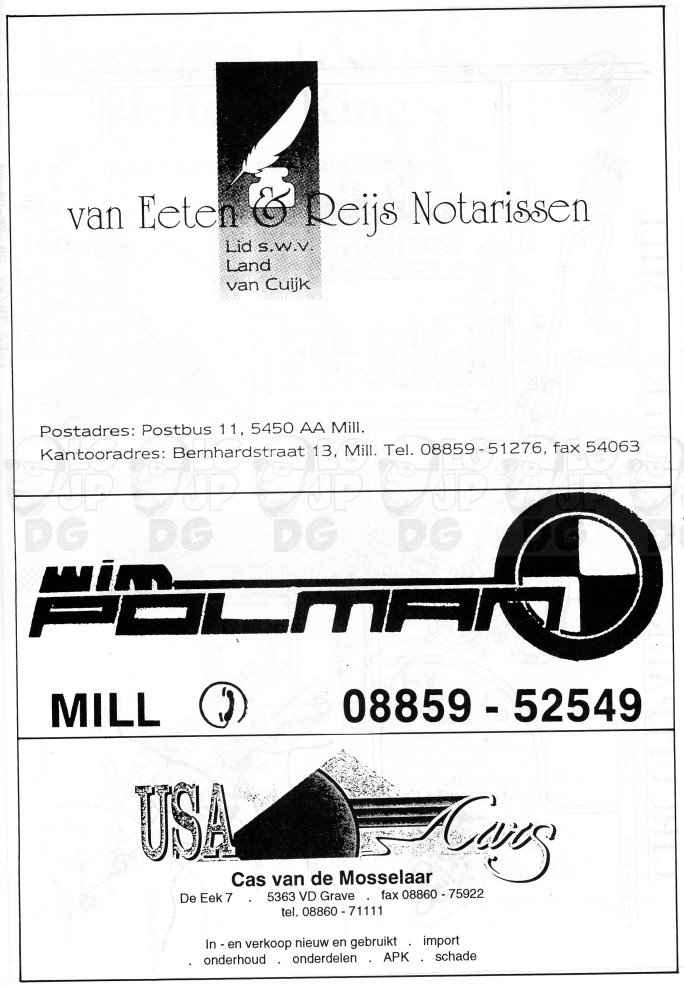 van Eeten & Reijs Notarissen
Lid s.w.v.
Land
van Cuijk
Postadres: Postbus 11, 5450 AA Mill.
Kantooradres: Bernhardstraat 13, Mill. Tel. 08859-51276, fax 54063
wim
POLMAN
MILL 08859 - 52549
USA Cars
Cas van de Mosselaar
De Eek 7 . 5363 VD Grave . fax 08860 - 75922
tel. 08860 - 71111
In - en verkoop nieuw en gebruikt . import
. onderhoud . onderdelen . APK . schade